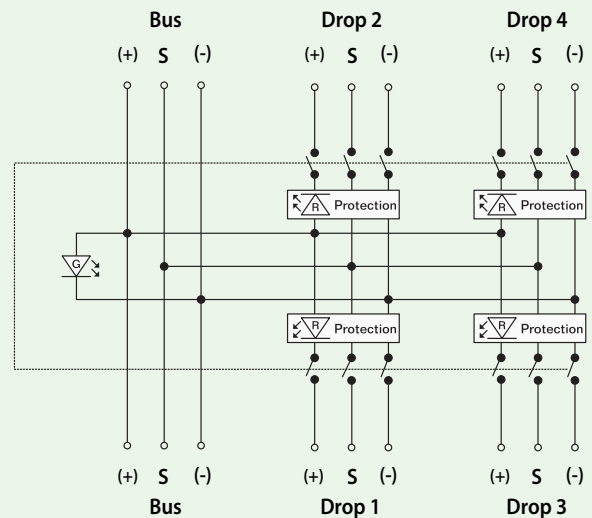 Bus Drop 2 Drop 4
(+) S (-) (+) S (-) (+) S (-)
R Protection R Protection
G
R Protection R Protection
(+) S (-) (+) S (-) (+) S (-)
Bus Drop 1 Drop 3